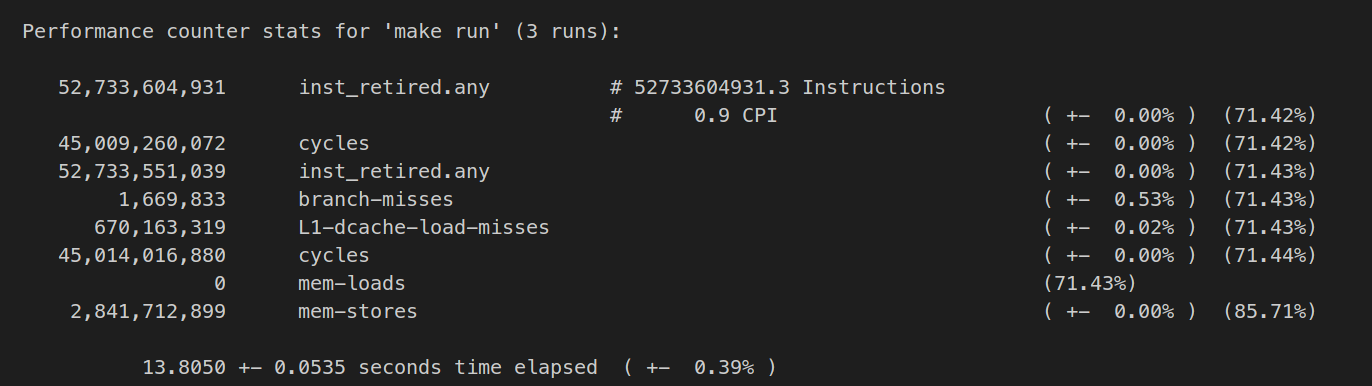 Performance counter stats for 'make run' (3 runs):
52,733,604,931 inst_retired.any # 52733604931.3 Instructions
# 0.9 CPI ( +- 0.00% ) (71.42%)
45,009,260,072 cycles ( +- 0.00% ) (71.42%)
52,733,551,039 inst_retired.any ( +- 0.00% ) (71.43%)
1,669,833 branch-misses ( +- 0.53% ) (71.43%)
670,163,319 L1-dcache-load-misses ( +- 0.02% ) (71.43%)
45,014,016,880 cycles ( +- 0.00% ) (71.44%)
0 mem-loads (71.43%)
2,841,712,899 mem-stores ( +- 0.00% ) (85.71%)
13.8050 +- 0.0535 seconds time elapsed ( +- 0.39% )